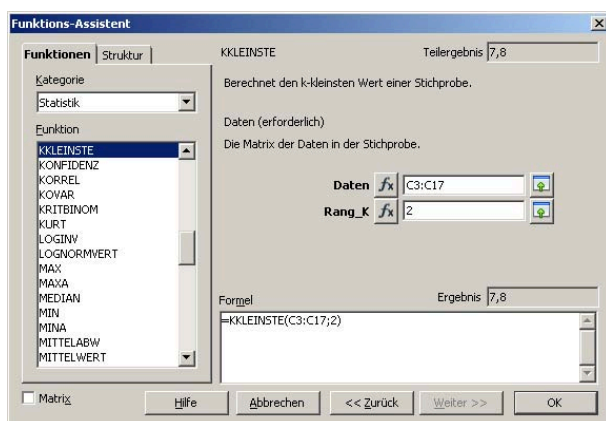 Funktions-Assistent
Funktionen
Struktur
Kategorie
Statistik
Funktion
KKLEINSTE
KONFIDENZ
KORREL
KOVAR
KRITBINOM
KURT
LOGINV
LOGNORMVERT
MAX
MAXA
MEDIAN
MIN
MINA
MITTELABW
MITTELWERT
Matrix
KKLEINSTE
Teilergebnis 7,8
Berechnet den k-kleinsten Wert einer Stichprobe.
Daten (erforderlich)
Die Matrix der Daten in der Stichprobe.
Daten fx C3:C17
Rang_K fx 2
Formel
Ergebnis 7,8
=KKLEINSTE(C3:C17;2)
Hilfe
Abbrechen
<< Zurück
Weiter >>
OK